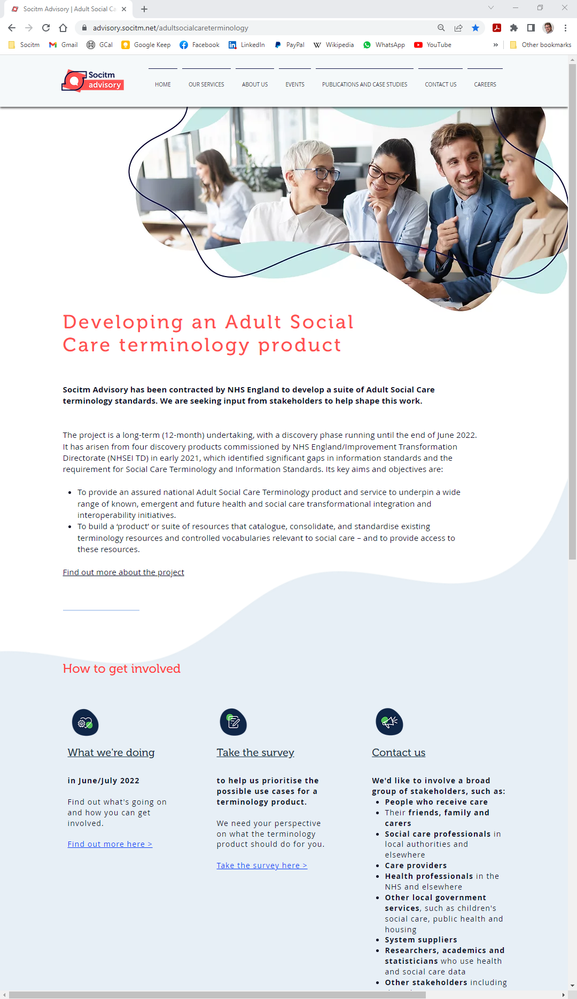 Socitm Advisory | Adult Social Ca
advisory.socitm.net/adultsocialcareterminology
Socitm Gmail GCal Google Keep Facebook LinkedIn PayPal Wikipedia WhatsApp YouTube » Other bookmarks
Socitm
advisory
HOME OUR SERVICES ABOUT US EVENTS PUBLICATIONS AND CASE STUDIES CONTACT US CAREERS
Developing an Adult Social
Care terminology product
Socitm Advisory has been contracted by NHS England to develop a suite of Adult Social Care
terminology standards. We are seeking input from stakeholders to help shape this work.
The project is a long-term (12-month) undertaking, with a discovery phase running until the end of June 2022.
It has arisen from four discovery products commissioned by NHS England/Improvement Transformation
Directorate (NHSEI TD) in early 2021, which identified significant gaps in information standards and the
requirement for Social Care Terminology and Information Standards. Its key aims and objectives are:
• To provide an assured national Adult Social Care Terminology product and service to underpin a wide
range of known, emergent and future health and social care transformational integration and
interoperability initiatives.
• To build a ‘product’ or suite of resources that catalogue, consolidate, and standardise existing
terminology resources and controlled vocabularies relevant to social care – and to provide access to
these resources.
Find out more about the project
How to get involved
What we're doing
in June/July 2022
Find out what's going on
and how you can get
involved.
Find out more here >
Take the survey
to help us prioritise the
possible use cases for a
terminology product.
We need your perspective
on what the terminology
product should do for you.
Take the survey here >
Contact us
We'd like to involve a broad
group of stakeholders, such as:
• People who receive care
• Their friends, family and
carers
• Social care professionals in
local authorities and
elsewhere
• Care providers
• Health professionals in the
NHS and elsewhere
• Other local government
services, such as children's
social care, public health and
housing
• System suppliers
• Researchers, academics and
statisticians who use health
and social care data
• Other stakeholders including